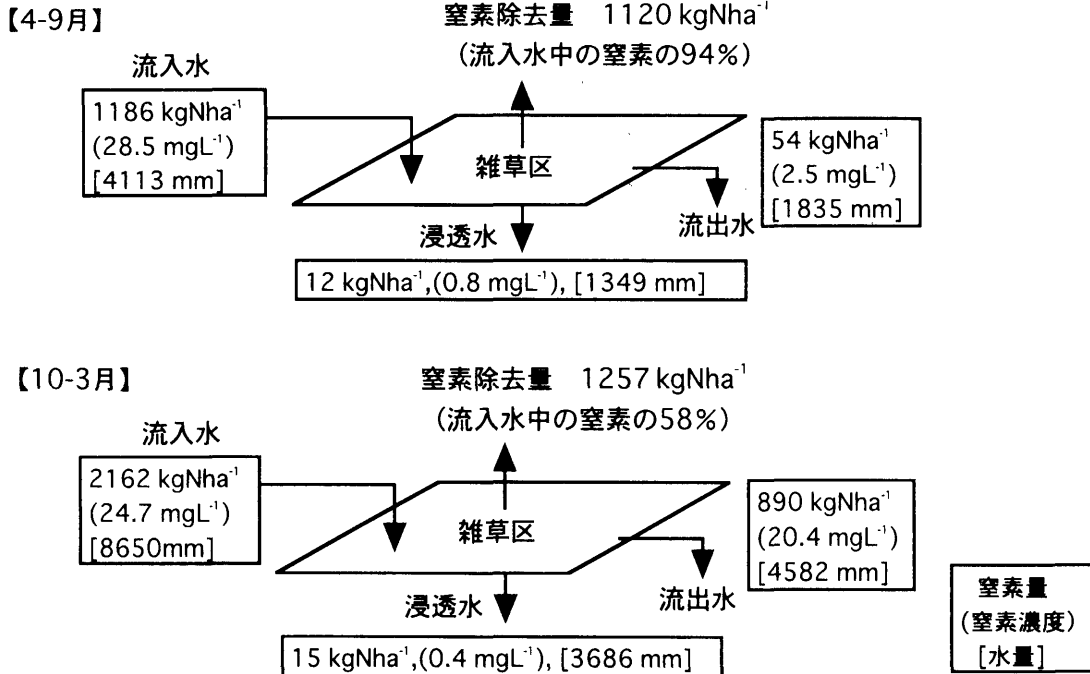 【4-9月】
窒素除去量 1120 kgNha⁻¹
（流入水中の窒素の94%）
流入水
1186 kgNha⁻¹
(28.5 mgL⁻¹)
[4113 mm]
雑草区
54 kgNha⁻¹
(2.5 mgL⁻¹)
[1835 mm]
流出水
浸透水
12 kgNha⁻¹,(0.8 mgL⁻¹), [1349 mm]
【10-3月】
窒素除去量 1257 kgNha⁻¹
（流入水中の窒素の58%）
流入水
2162 kgNha⁻¹
(24.7 mgL⁻¹)
[8650mm]
雑草区
890 kgNha⁻¹
(20.4 mgL⁻¹)
[4582 mm]
流出水
浸透水
15 kgNha⁻¹,(0.4 mgL⁻¹), [3686 mm]
窒素量
(窒素濃度)
[水量]